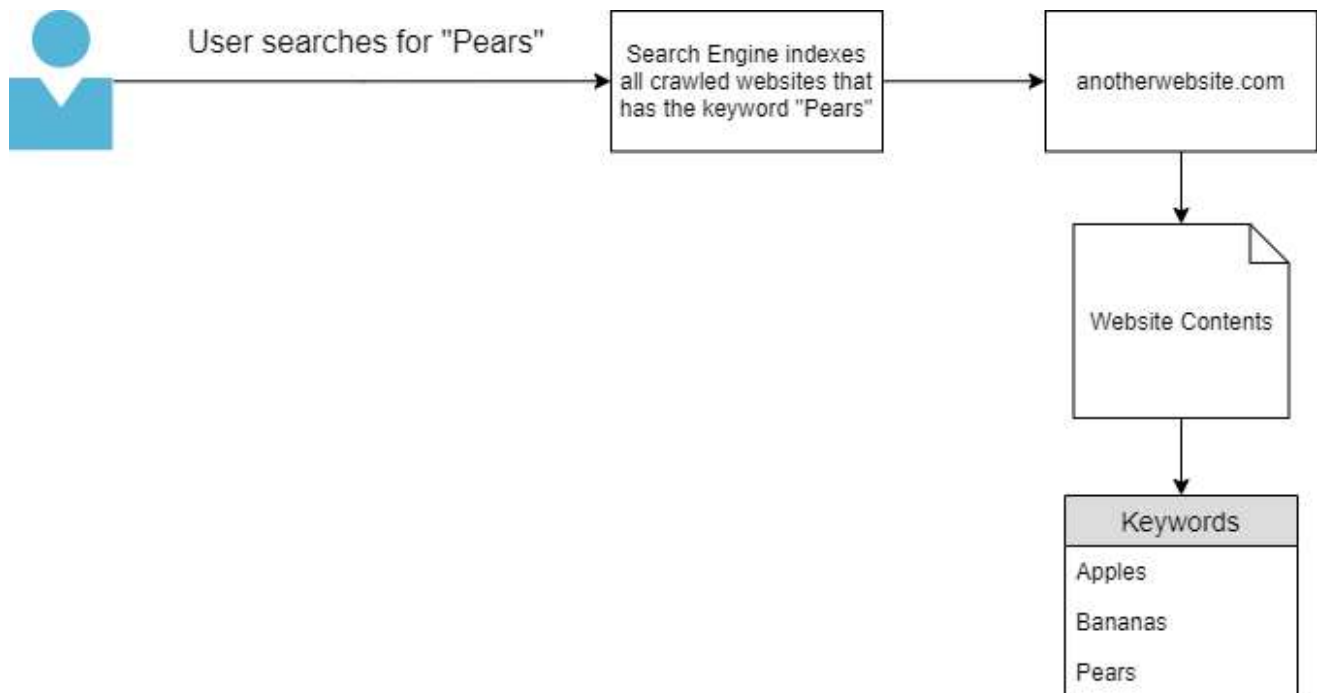 User searches for "Pears"
Search Engine indexes
all crawled websites that
has the keyword "Pears"
anotherwebsite.com
Website Contents
Keywords
Apples
Bananas
Pears